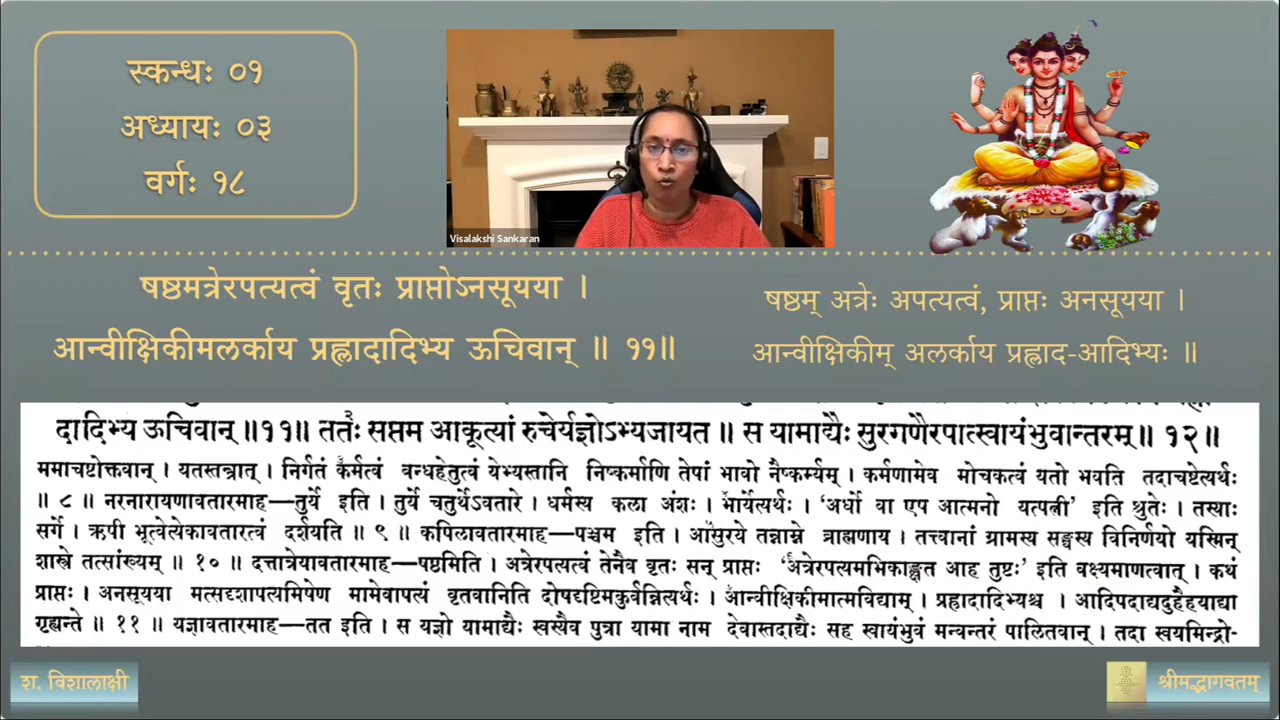 स्कन्धः ०१
अध्यायः ०३
वर्गः १८
Visalakshi Sankaran
षष्ठमत्रेरपत्यत्वं वृतः प्राप्तोऽनसूयया ।
आन्वीक्षिकीमलर्काय प्रह्लादादिभ्य ऊचिवान् ॥ ११॥
षष्ठम् अत्रेः अपत्यत्वं, प्राप्तः अनसूयया ।
आन्वीक्षिकीम् अलर्काय प्रह्लाद-आदिभ्यः ॥
दादिभ्य ऊचिवान् ॥११॥ ततः सप्तम आकूत्यां रुचेर्यज्ञोऽभ्यजायत ॥ स यामाद्यैः सुरगणैरपात्स्वायंभुवान्तरम्॥ १२॥
ममाचष्टोक्तवान् । यतस्तन्त्रात् । निर्गतं कर्मत्वं बन्धहेतुत्वं येभ्यस्तानि निष्कर्माणि तेषां भावो नैष्कर्म्यम् । कर्मणामेव मोचकत्वं यतो भवति तदाचष्टेत्यर्थः
॥ ८ ॥ नरनारायणावतारमाह—तुर्ये इति । तुर्ये चतुर्थेऽवतारे । धर्मस्य कला अंशः । भार्येत्यर्थः । ‘अर्धो वा एष आत्मनो यत्पत्नी’ इति श्रुतेः । तस्याः
सर्गे । ऋषी भूत्वेत्येकावतारत्वं दर्शयति ॥ ९ ॥ कपिलावतारमाह—पञ्चम इति । आसुरये तन्नाम्ने ब्राह्मणाय । तत्त्वानां ग्रामस्य सङ्घस्य विनिर्णयो यस्मिन्
शास्त्रे तत्सांख्यम् ॥ १० ॥ दत्तात्रेयावतारमाह—षष्ठमिति । अत्रेरपत्यत्वं तेनैव वृतः सन् प्राप्तः ‘अत्रेरपत्यमभिकाङ्क्षत आह तुष्टः’ इति वक्ष्यमाणत्वात् । कथं
प्राप्तः । अनसूयया मत्सदृशापत्यमिषेण मामेवापत्यं वृतवानिति दोषदृष्टिमकुर्वन्नित्यर्थः । आन्वीक्षिकीमात्मविद्याम् । प्रह्रादादिभ्यश्च । आदिपदाद्यदुहैहयाद्या
गृह्यन्ते ॥ ११ ॥ यज्ञावतारमाह—तत इति । स यज्ञो यामाद्यैः स्वस्यैव पुत्रा यामा नाम देवास्तदाद्यैः सह स्वायंभुवं मन्वन्तरं पालितवान् । तदा स्वयमिन्द्रो-
श. विशालाक्षी
श्रीमद्भागवतम्